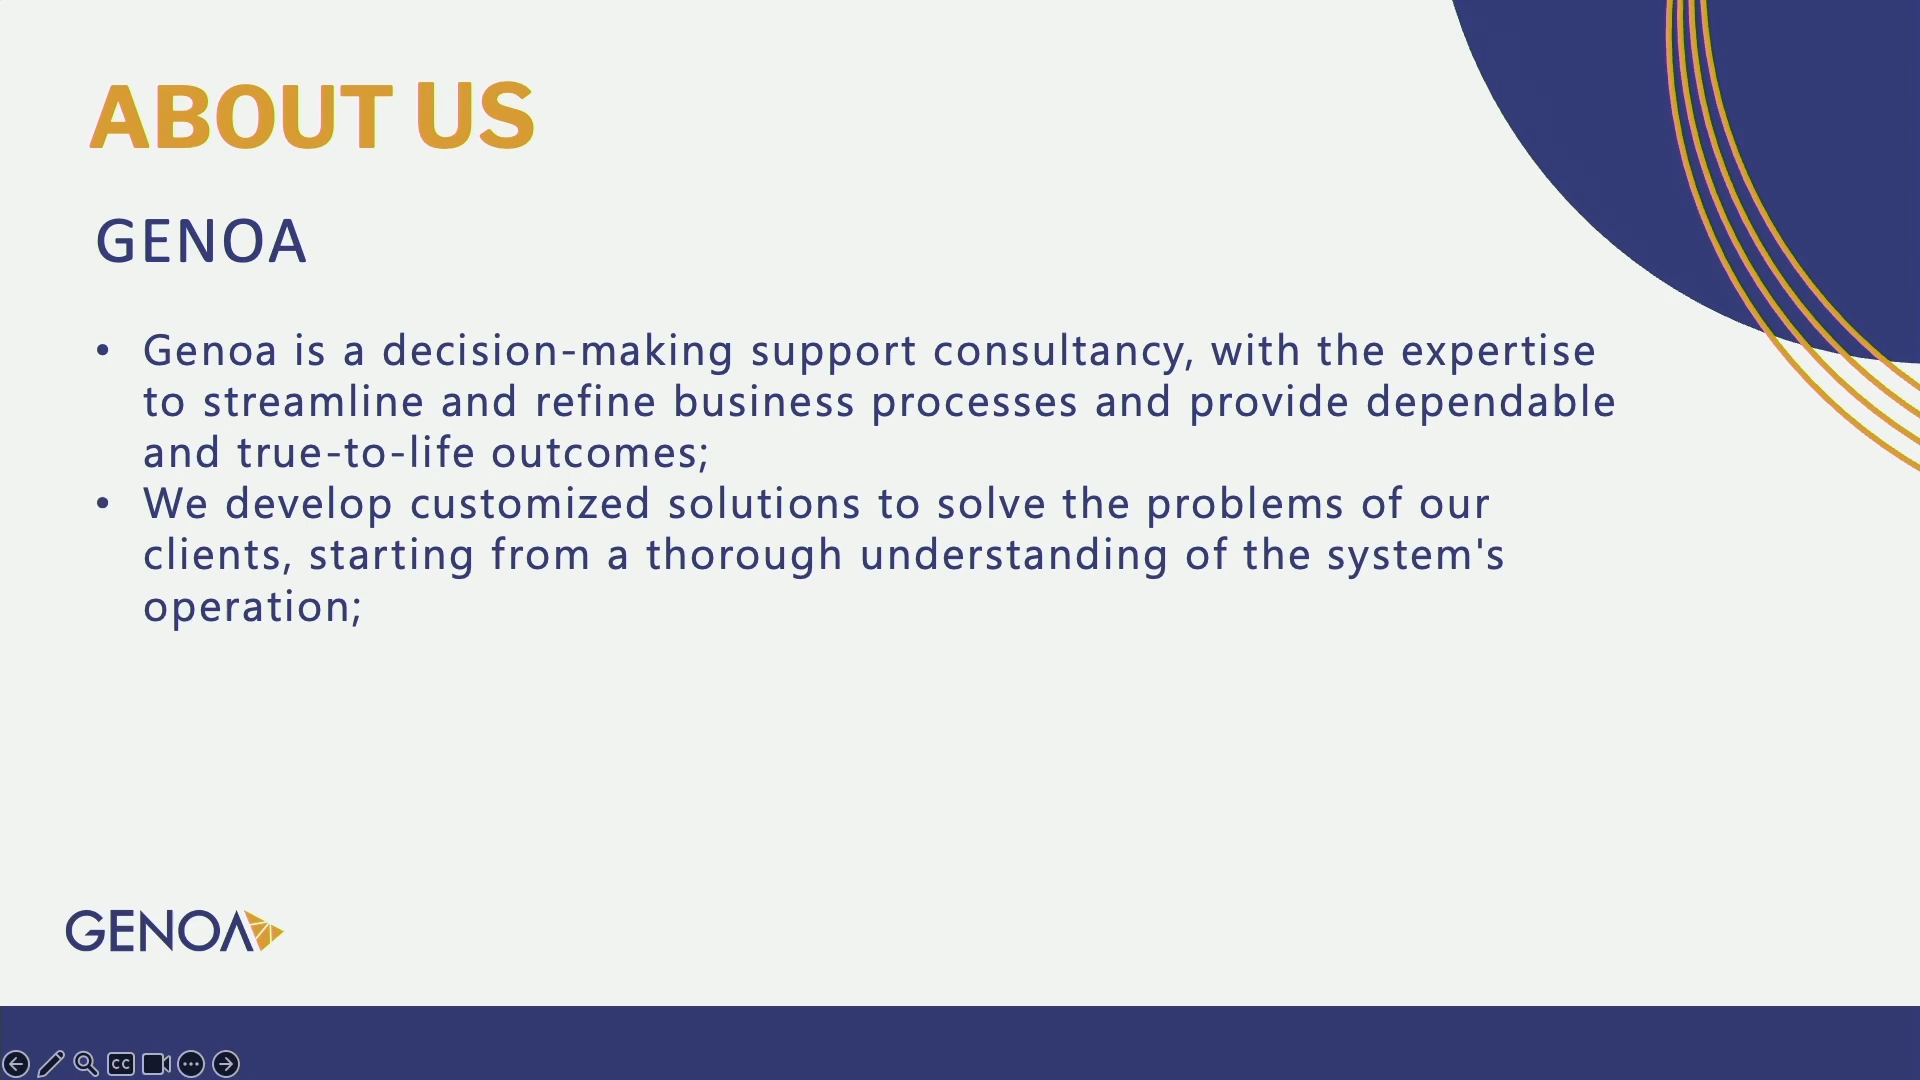 ABOUT US
GENOA
• Genoa is a decision-making support consultancy, with the expertise
to streamline and refine business processes and provide dependable
and true-to-life outcomes;
• We develop customized solutions to solve the problems of our
clients, starting from a thorough understanding of the system's
operation;
GENOA
CC